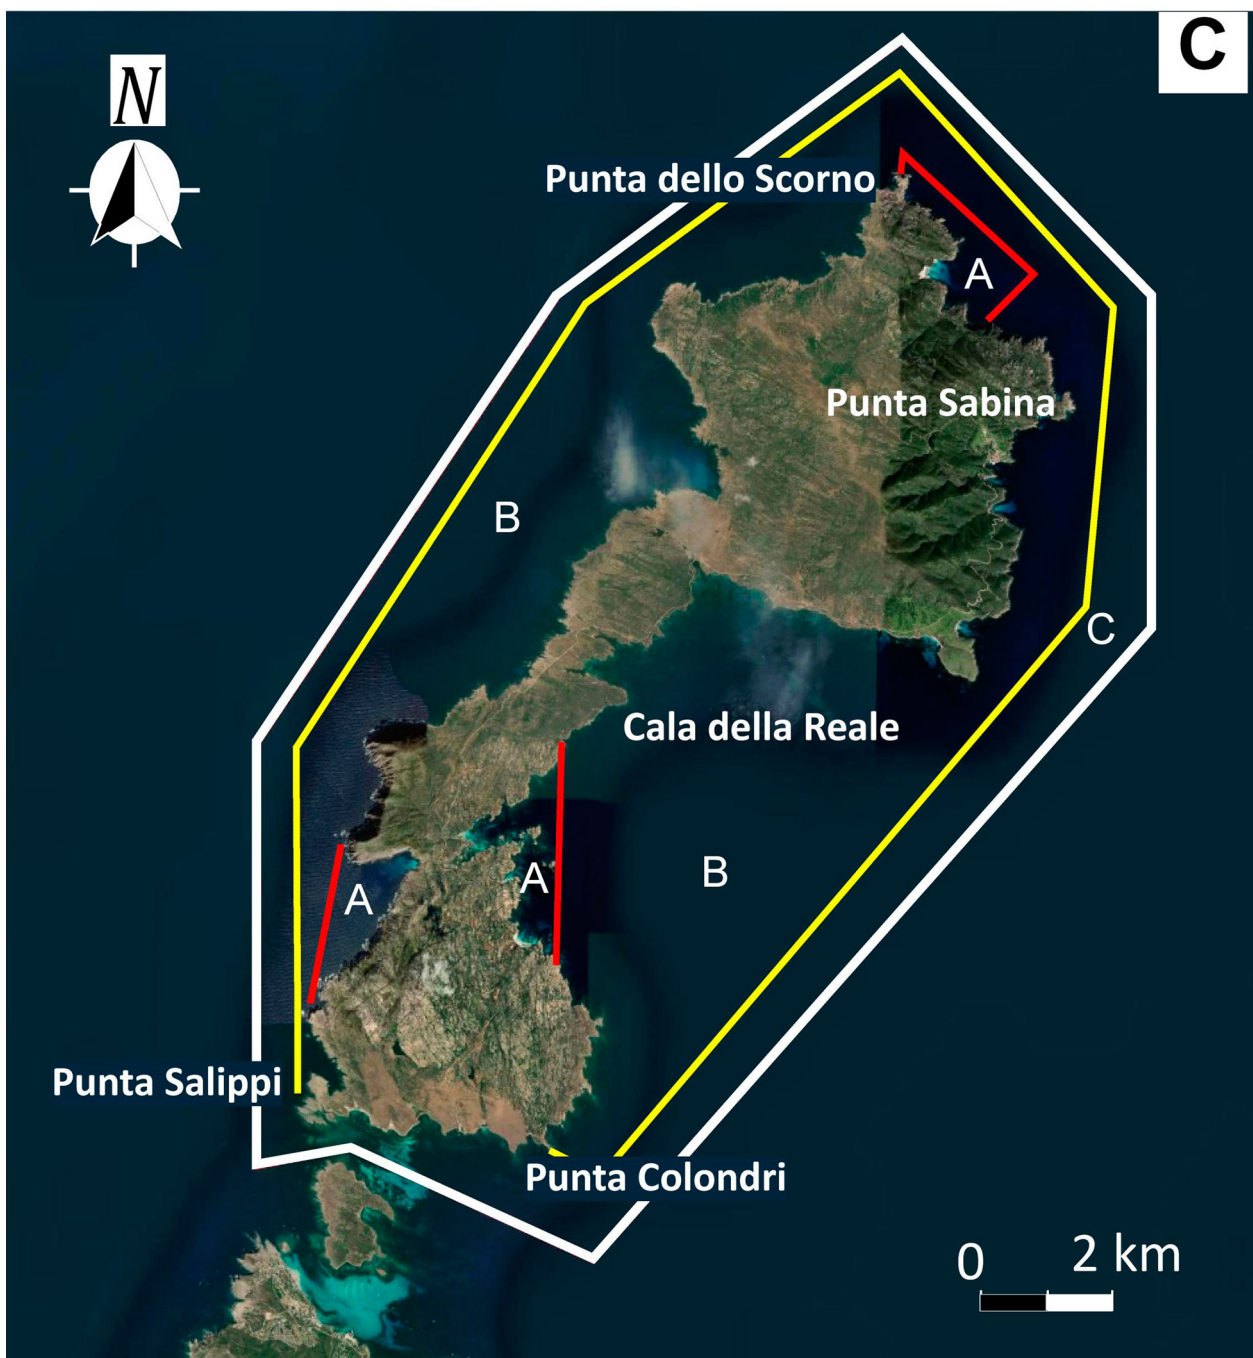 C
N
Punta dello Scorno
A
Punta Sabina
B
C
Cala della Reale
A
A
B
Punta Salippi
Punta Colondri
0 2 km